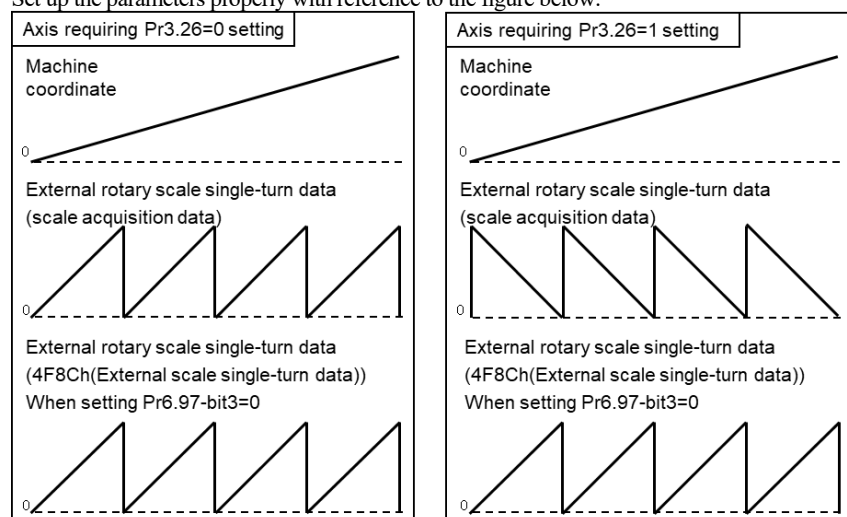 Set up the parameters properly with reference to the figure below.
Axis requiring Pr3.26=0 setting
Machine
coordinate
0
External rotary scale single-turn data
(scale acquisition data)
0
External rotary scale single-turn data
(4F8Ch(External scale single-turn data))
When setting Pr6.97-bit3=0
0
Axis requiring Pr3.26=1 setting
Machine
coordinate
0
External rotary scale single-turn data
(scale acquisition data)
0
External rotary scale single-turn data
(4F8Ch(External scale single-turn data))
When setting Pr6.97-bit3=0
0